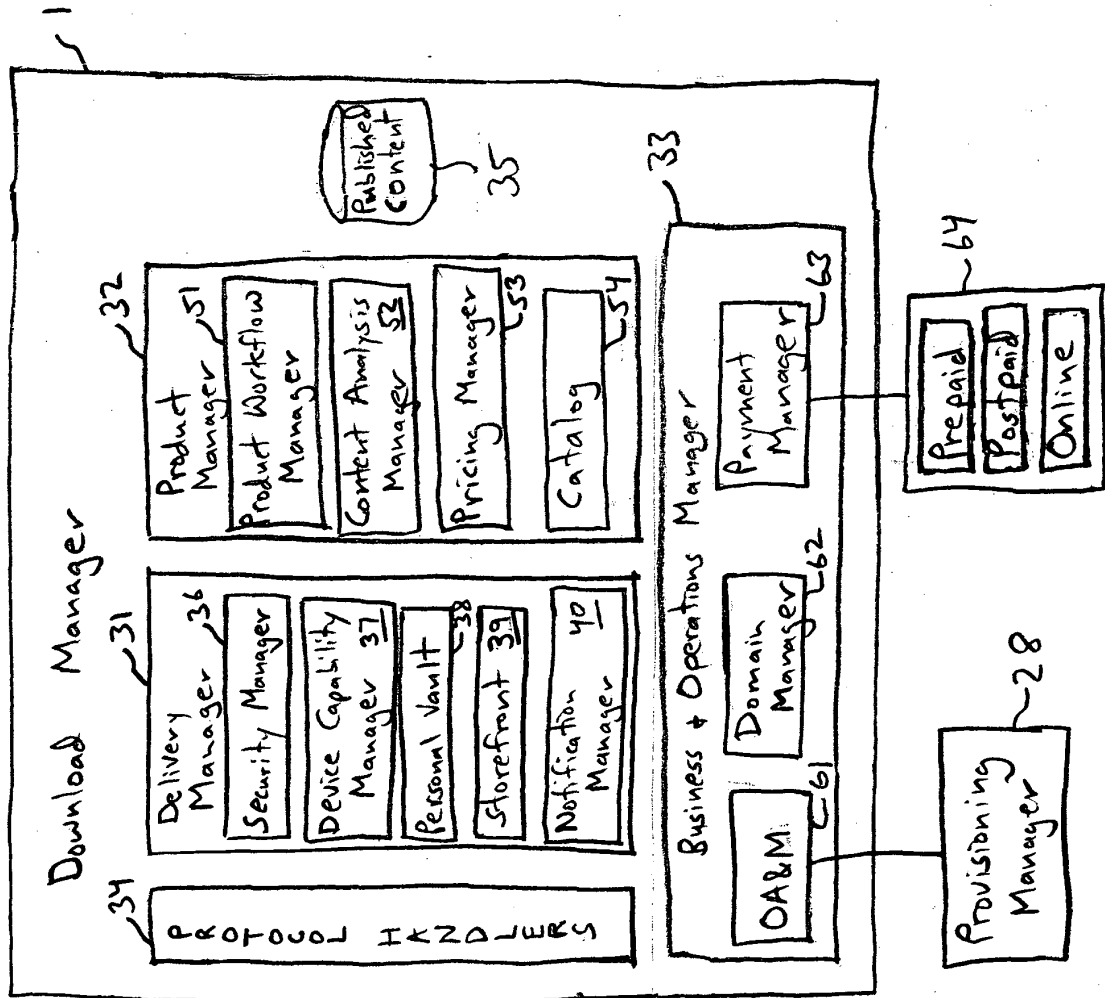 1
Download Manager
34
PROTOCOL HANDLERS
31
Delivery
Manager
36
Security Manager
Device Capability
Manager 37
Personal Vault
38
Storefront 39
Notification 40
Manager
32
Product
Manager
51
Product Workflow
Manager
Content Analysis
Manager 52
Pricing Manager
53
Catalog
54
Published
Content
35
33
Business & Operations Manager
OA&M
61
Domain
Manager
62
Payment
Manager
63
Provisioning
Manager
28
64
Prepaid
Postpaid
Online